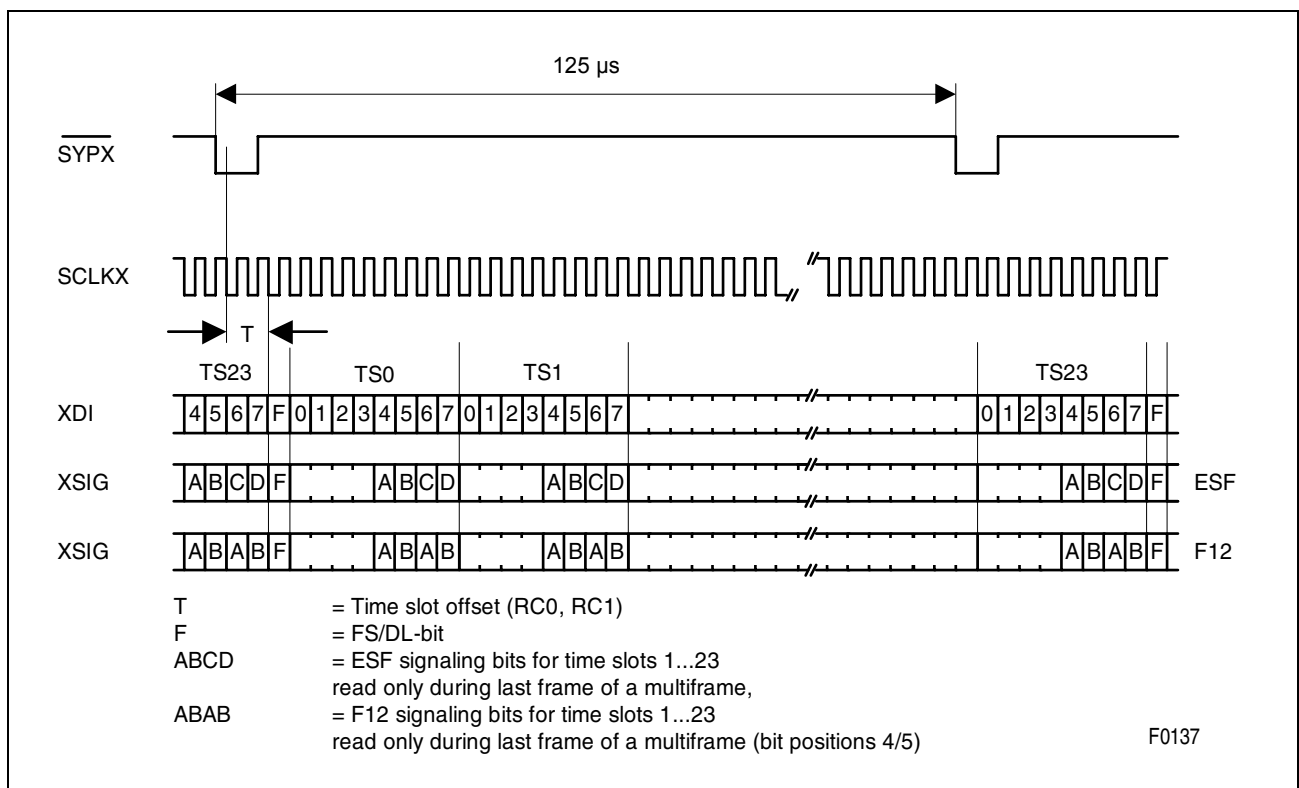 125 µs
SYPX
SCLKX
T
TS23 TS0 TS1 TS23
XDI 4 5 6 7 F 0 1 2 3 4 5 6 7 0 1 2 3 4 5 6 7 0 1 2 3 4 5 6 7 F
XSIG A B C D F A B C D A B C D A B C D F ESF
XSIG A B A B F A B A B A B A B A B A B F F12
T = Time slot offset (RC0, RC1)
F = FS/DL-bit
ABCD = ESF signaling bits for time slots 1...23
read only during last frame of a multiframe,
ABAB = F12 signaling bits for time slots 1...23
read only during last frame of a multiframe (bit positions 4/5)
F0137